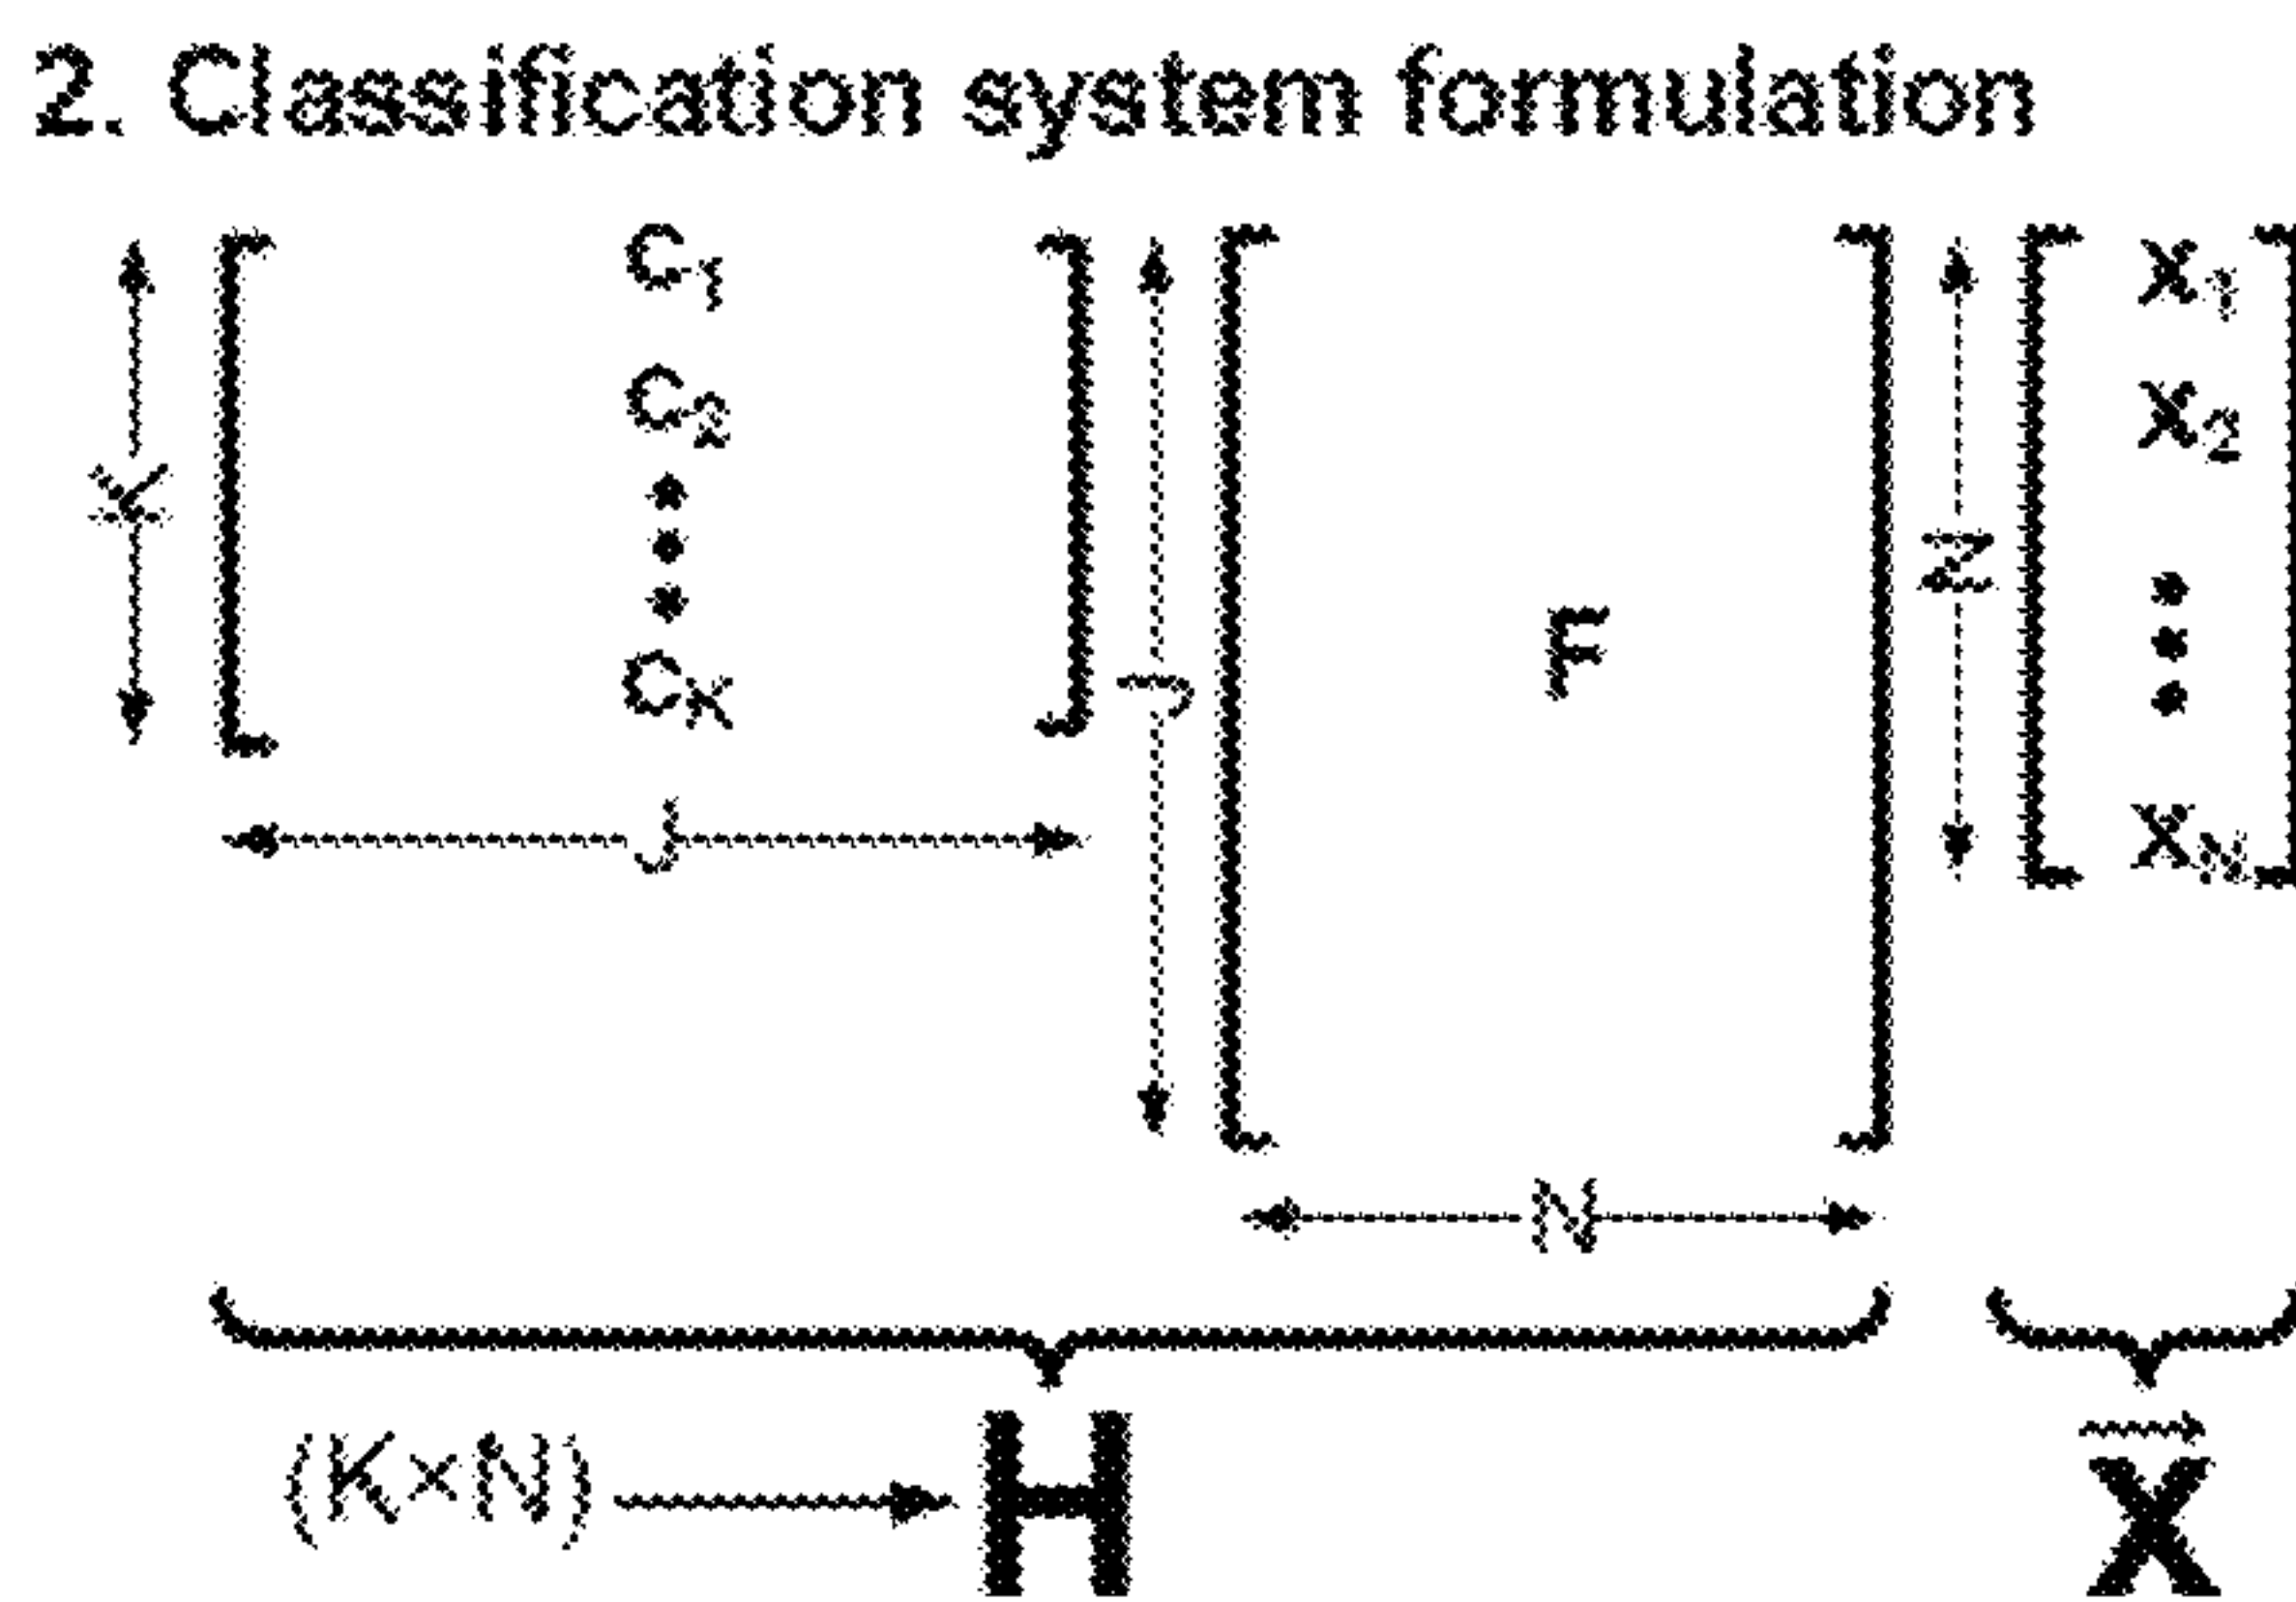 2. Classification system formulation
C1
C2
CK
K
J
J
F
N
N
x1
x2
xN
(K×N)
H
X